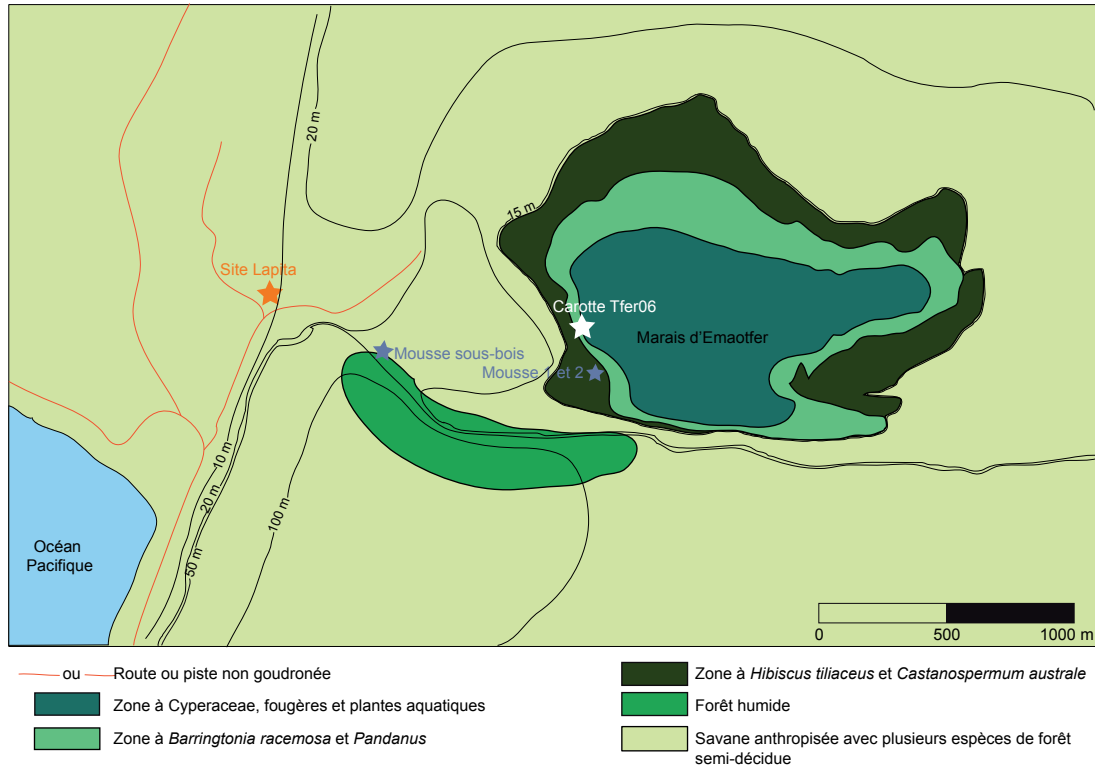 20 m
15 m
Site Lapita
Carotte Tfer06
Marais d'Emaotfer
Mousse sous-bois
Mousse 1 et 2
10 m
20 m
50 m
100 m
Océan
Pacifique
0
500
1000 m
ou
Route ou piste non goudronée
Zone à Cyperaceae, fougères et plantes aquatiques
Zone à Barringtonia racemosa et Pandanus
Zone à Hibiscus tiliaceus et Castanospermum australe
Forêt humide
Savane anthropisée avec plusieurs espèces de forêt
semi-décidue